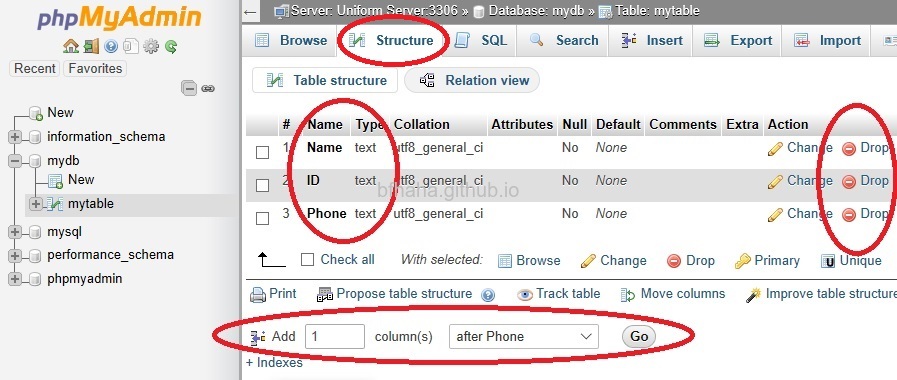 phpMyAdmin
Recent Favorites
New
information_schema
mydb
New
mytable
mysql
performance_schema
phpmyadmin
Server: Uniform Server:3306 » Database: mydb » Table: mytable
Browse Structure SQL Search Insert Export Import
Table structure Relation view
# Name Type Collation Attributes Null Default Comments Extra Action
1 Name text utf8_general_ci No None Change Drop
2 ID text utf8_general_ci No None Change Drop
bfhaha.github.io
3 Phone text utf8_general_ci No None Change Drop
Check all With selected: Browse Change Drop Primary Unique
Print Propose table structure Track table Move columns Improve table structure
Add 1 column(s) after Phone Go
+ Indexes